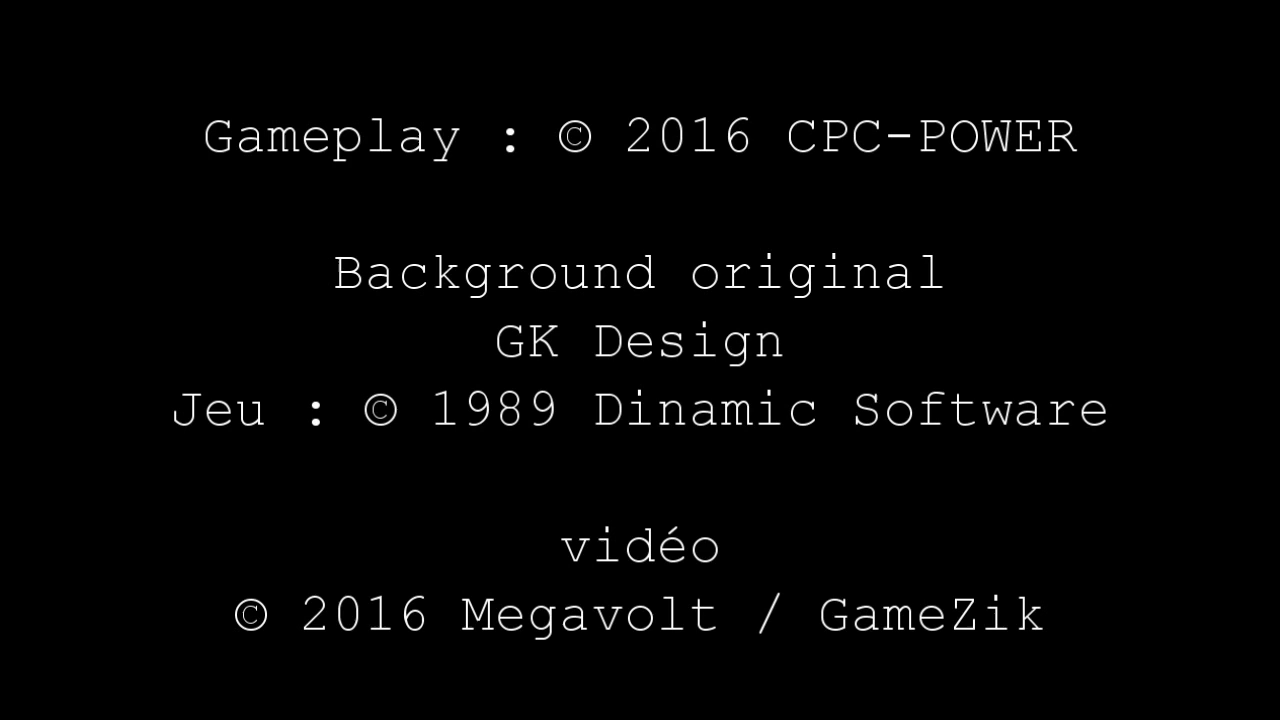 Gameplay : © 2016 CPC-POWER
Background original
GK Design
Jeu : © 1989 Dinamic Software
vidéo
© 2016 Megavolt / GameZik